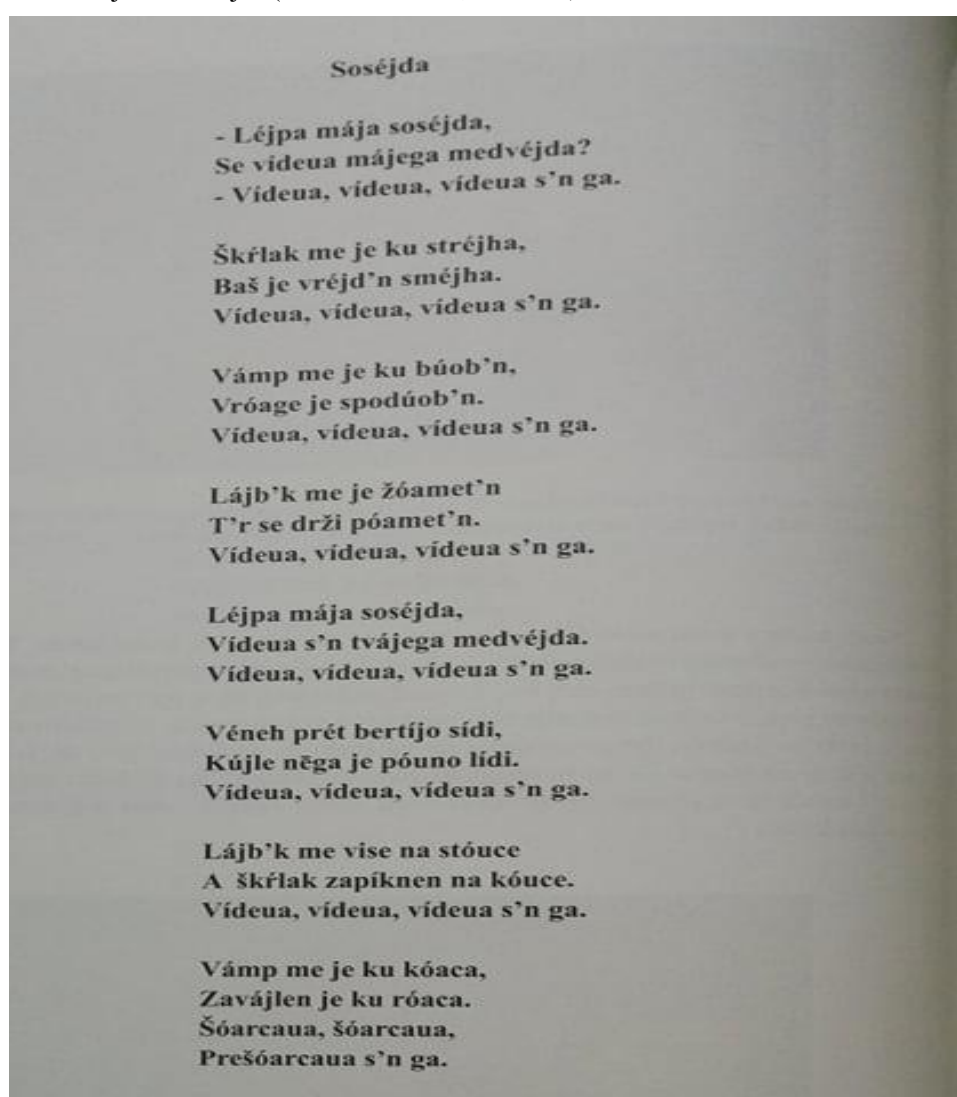 Soséjda
- Léjpa mája soséjda,
Se vídeua májega medvéjda?
- Vídeua, vídeua, vídeua s’n ga.
Škŕlak me je ku stréjha,
Baš je vréjd’n sméjha.
Vídeua, vídeua, vídeua s’n ga.
Vámp me je ku búob’n,
Vróage je spodúob’n.
Vídeua, vídeua, vídeua s’n ga.
Lájb’k me je žóamet’n
T’r se drži póamet’n.
Vídeua, vídeua, vídeua s’n ga.
Léjpa mája soséjda,
Vídeua s’n tvájega medvéjda.
Vídeua, vídeua, vídeua s’n ga.
Véneh prét bertíjo sídi,
Kújle nēga je póuno lídi.
Vídeua, vídeua, vídeua s’n ga.
Lájb’k me vise na stóuce
A škŕlak zapíknen na kóuce.
Vídeua, vídeua, vídeua s’n ga.
Vámp me je ku kóaca,
Zavájlen je ku róaca.
Šóarcaua, šóarcaua,
Prešóarcaua s’n ga.